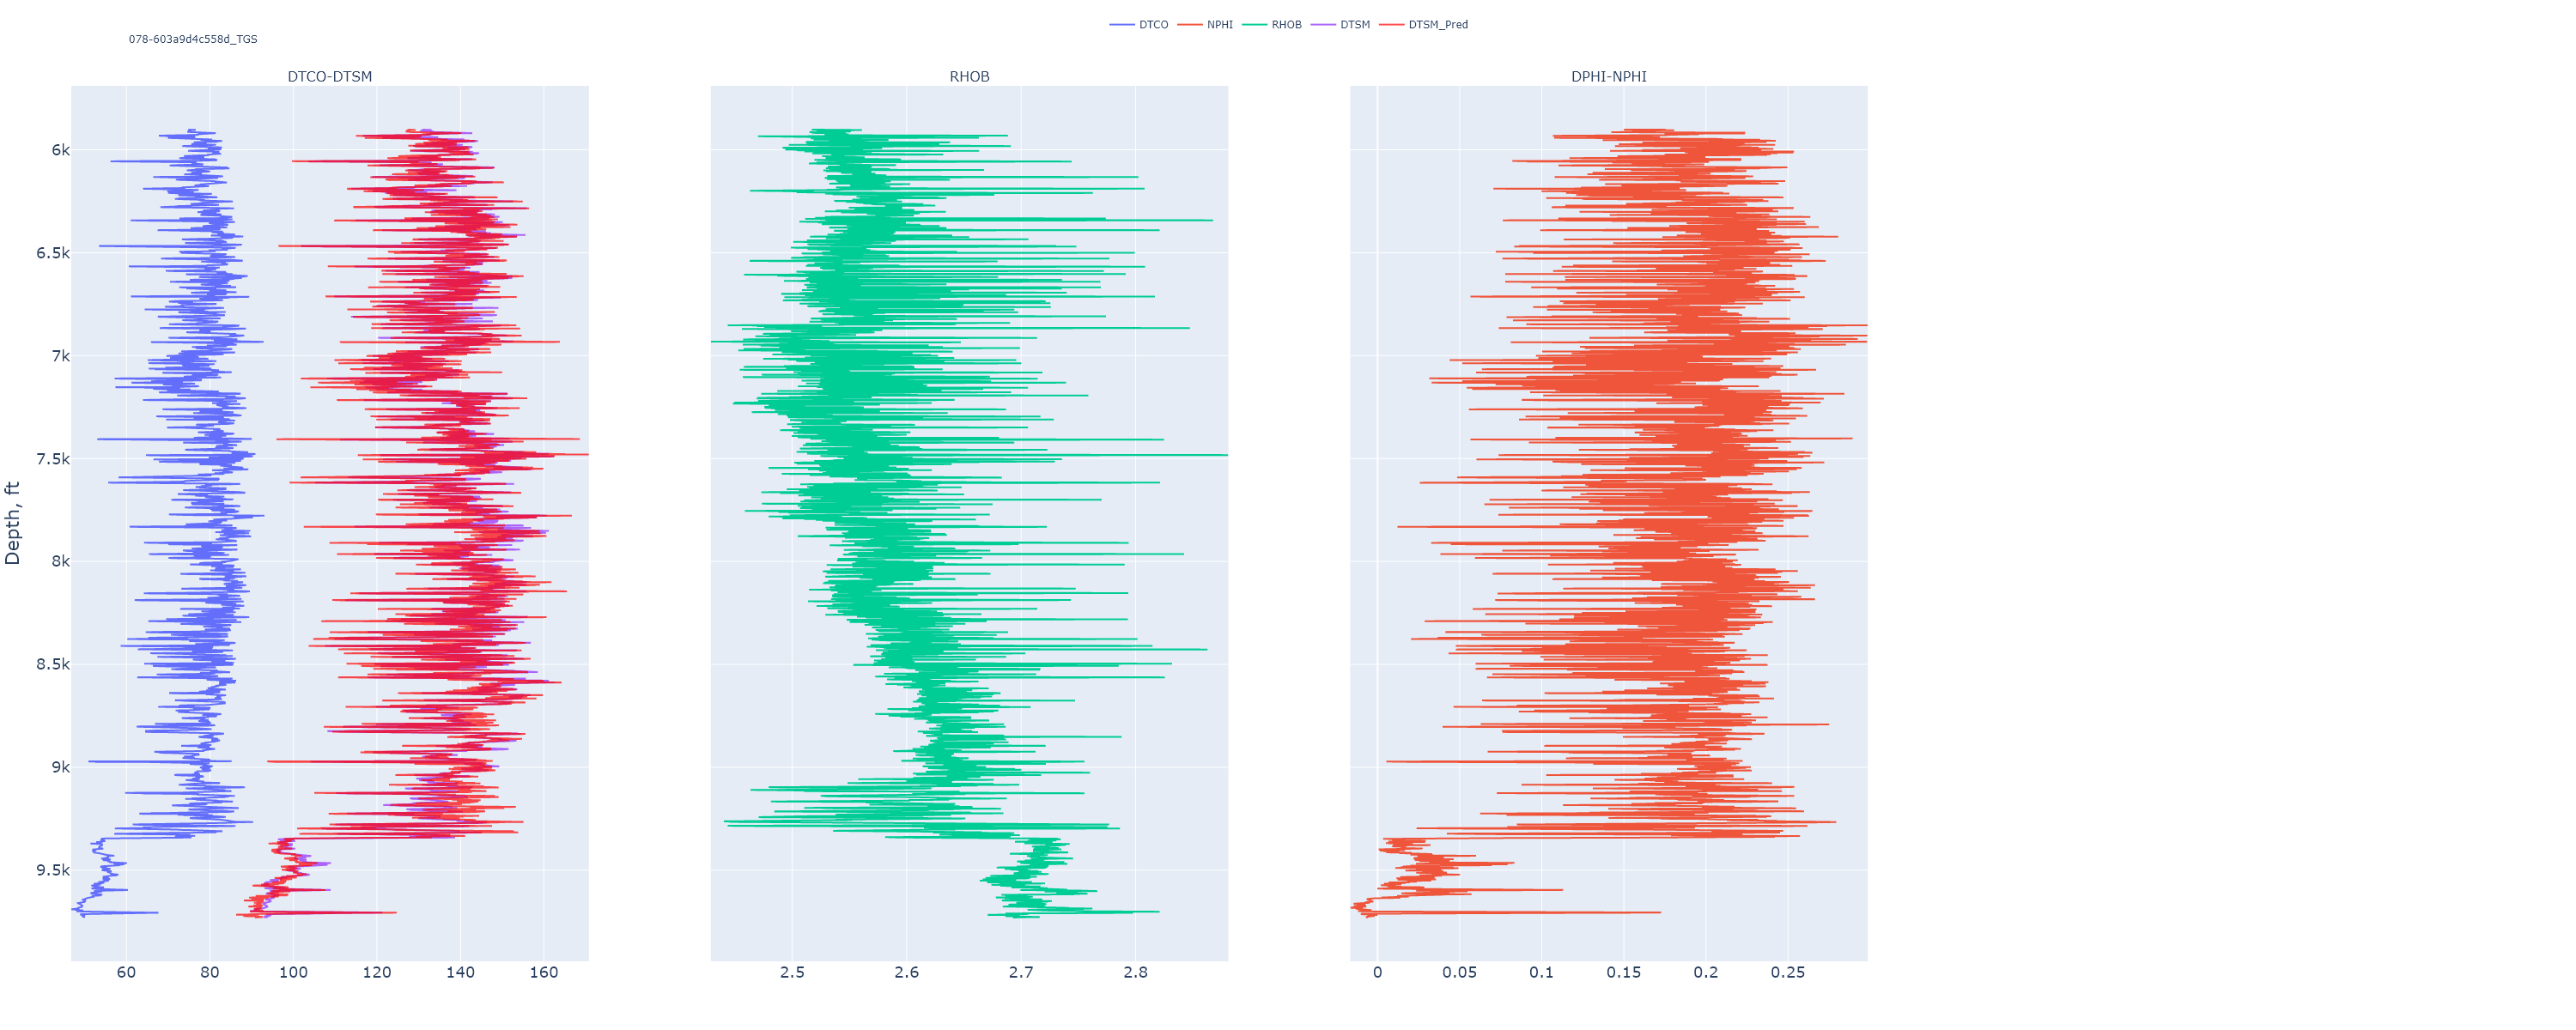 DTCO NPHI RHOB DTSM DTSM_Pred
078-603a9d4c558d_TGS
DTCO-DTSM
RHOB
DPHI-NPHI
Depth, ft
6k
6.5k
7k
7.5k
8k
8.5k
9k
9.5k
60 80 100 120 140 160
2.5 2.6 2.7 2.8
0 0.05 0.1 0.15 0.2 0.25